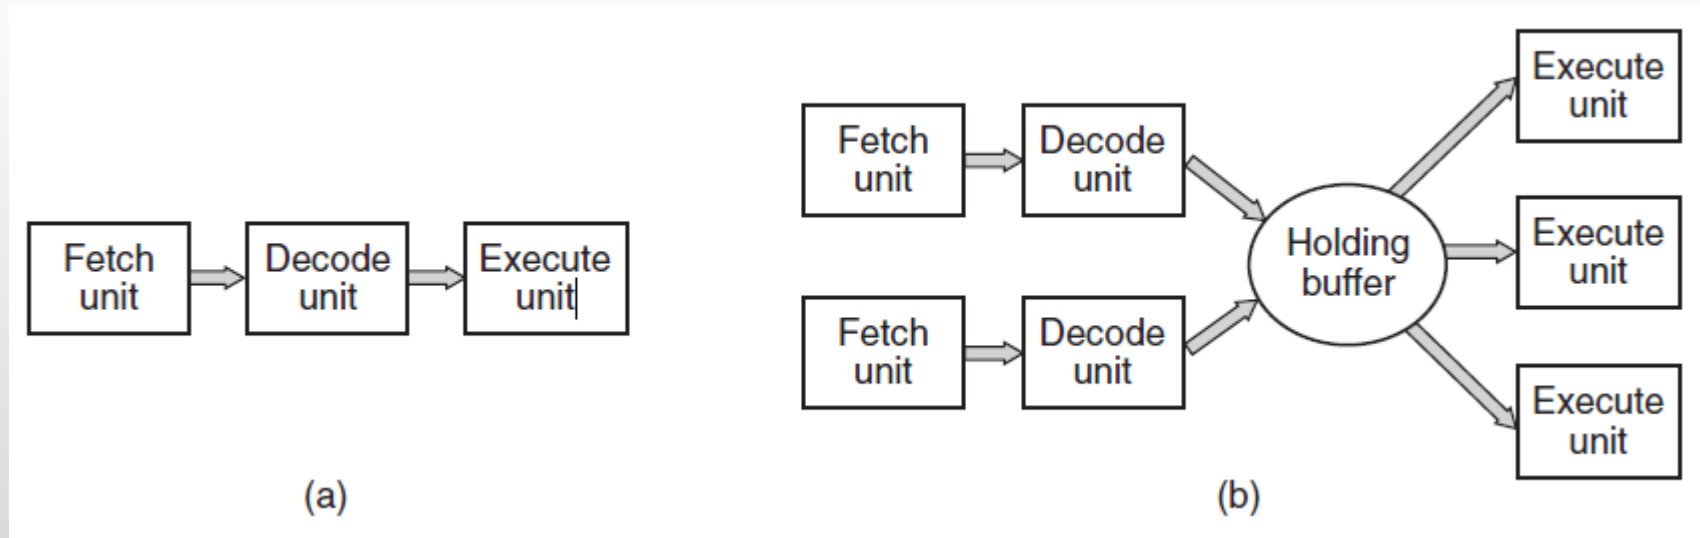 Fetch
unit
Decode
unit
Execute
unit
(a)
Fetch
unit
Decode
unit
Fetch
unit
Decode
unit
Holding
buffer
Execute
unit
Execute
unit
Execute
unit
(b)